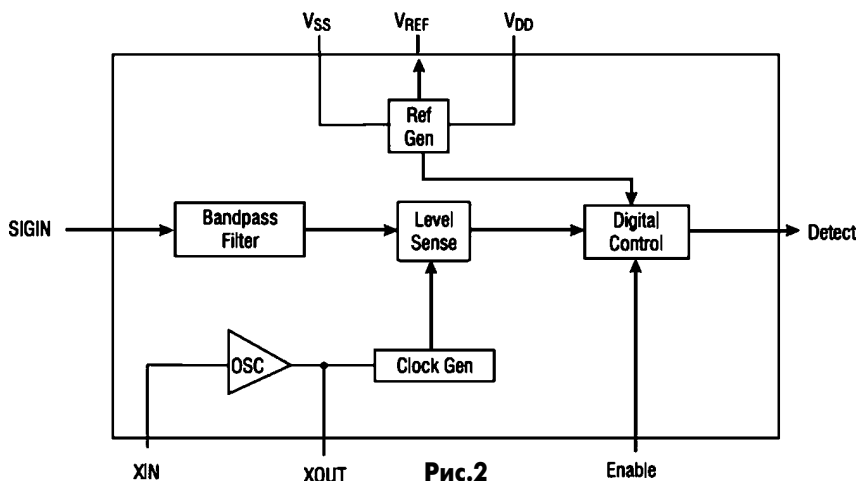 VSS
VREF
VDD
Ref
Gen
SIGIN
Bandpass
Filter
Level
Sense
Digital
Control
Detect
OSC
Clock Gen
XIN
XOUT
Рис.2
Enable